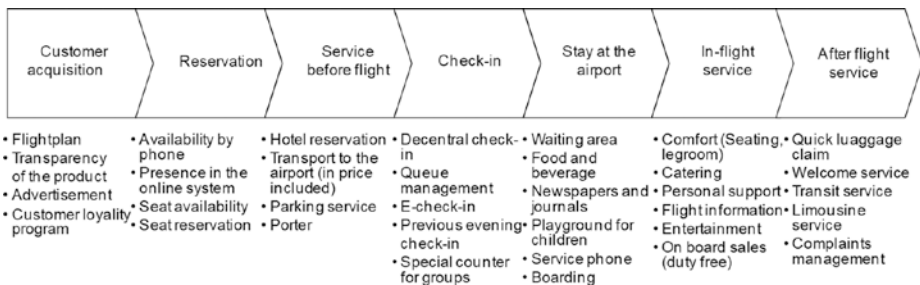 Customer
acquisition
Reservation
Service
before flight
Check-in
Stay at the
airport
In-flight
service
After flight
service
• Flightplan
• Transparency
of the product
• Advertisement
• Customer loyality
program
• Availability by
phone
• Presence in the
online system
• Seat availability
• Seat reservation
• Hotel reservation
• Transport to the
airport (in price
included)
• Parking service
• Porter
• Decentral check-
in
• Queue
management
• E-check-in
• Previous evening
check-in
• Special counter
for groups
• Waiting area
• Food and
beverage
• Newspapers and
journals
• Playground for
children
• Service phone
• Boarding
• Comfort (Seating,
legroom)
• Catering
• Personal support
• Flight information
• Entertainment
• On board sales
(duty free)
• Quick luaggage
claim
• Welcome service
• Transit service
• Limousine
service
• Complaints
management